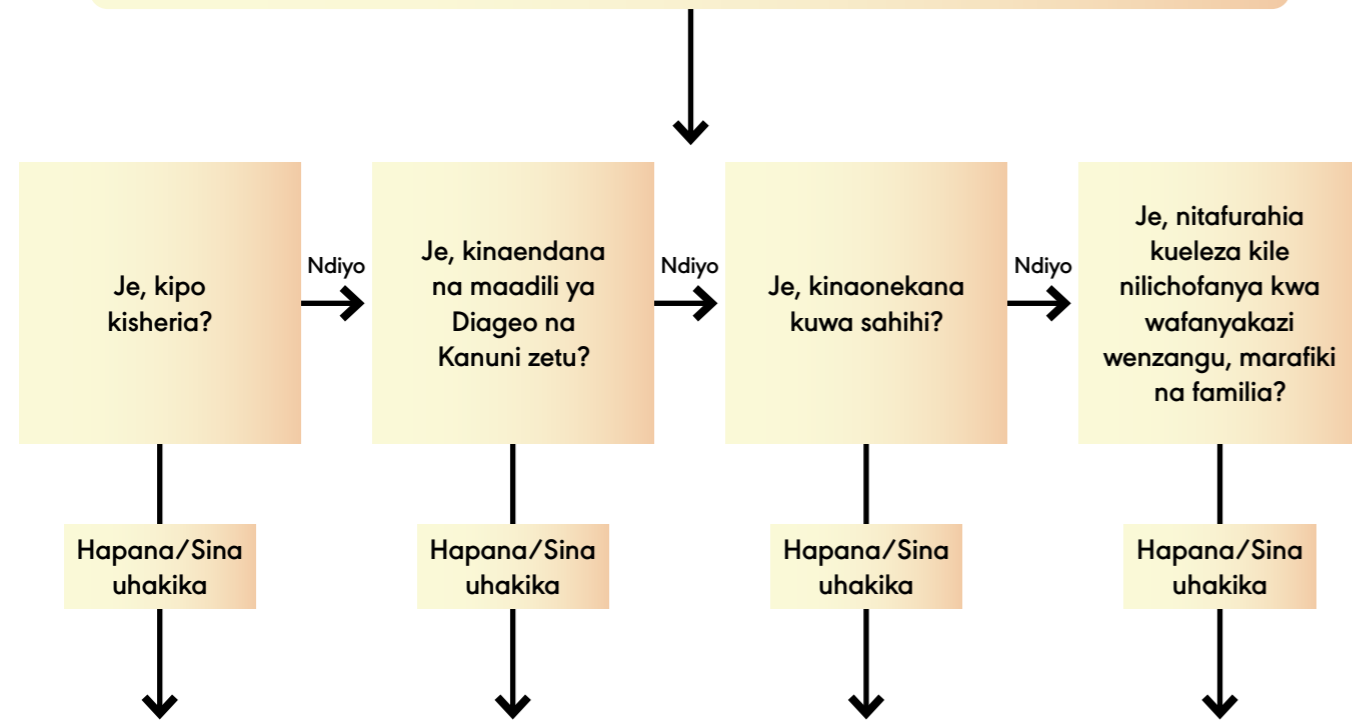 Je, kipo
kisheria?
Ndiyo
Je, kinaendana
na maadili ya
Diageo na
Kanuni zetu?
Ndiyo
Je, kinaonekana
kuwa sahihi?
Ndiyo
Je, nitafurahia
kueleza kile
nilichofanya kwa
wafanyakazi
wenzangu, marafiki
na familia?
Hapana/Sina
uhakika
Hapana/Sina
uhakika
Hapana/Sina
uhakika
Hapana/Sina
uhakika